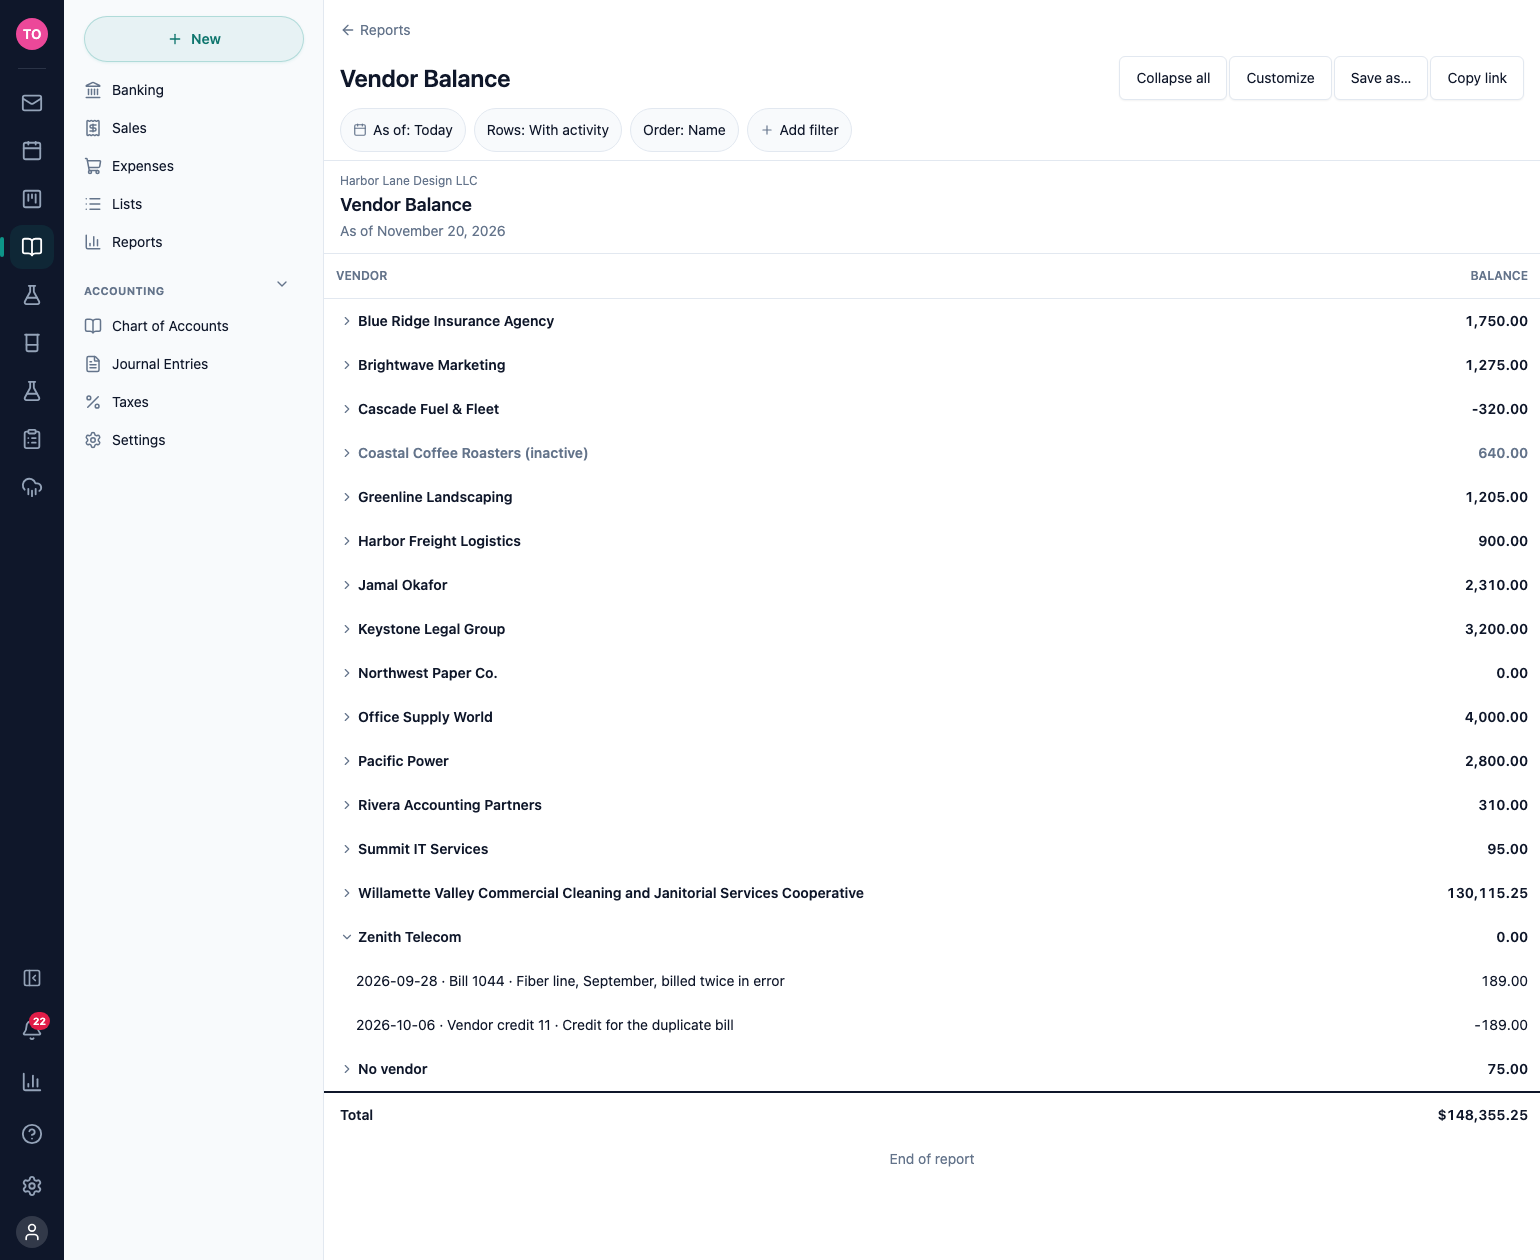 TO
New
Banking
Sales
Expenses
Lists
Reports
ACCOUNTING
Chart of Accounts
Journal Entries
Taxes
Settings
22
Reports
Vendor Balance
Collapse all
Customize
Save as...
Copy link
As of: Today
Rows: With activity
Order: Name
Add filter
Harbor Lane Design LLC
Vendor Balance
As of November 20, 2026
VENDOR BALANCE
Blue Ridge Insurance Agency 1,750.00
Brightwave Marketing 1,275.00
Cascade Fuel & Fleet -320.00
Coastal Coffee Roasters (inactive) 640.00
Greenline Landscaping 1,205.00
Harbor Freight Logistics 900.00
Jamal Okafor 2,310.00
Keystone Legal Group 3,200.00
Northwest Paper Co. 0.00
Office Supply World 4,000.00
Pacific Power 2,800.00
Rivera Accounting Partners 310.00
Summit IT Services 95.00
Willamette Valley Commercial Cleaning and Janitorial Services Cooperative 130,115.25
Zenith Telecom 0.00
2026-09-28 · Bill 1044 · Fiber line, September, billed twice in error 189.00
2026-10-06 · Vendor credit 11 · Credit for the duplicate bill -189.00
No vendor 75.00
Total $148,355.25
End of report